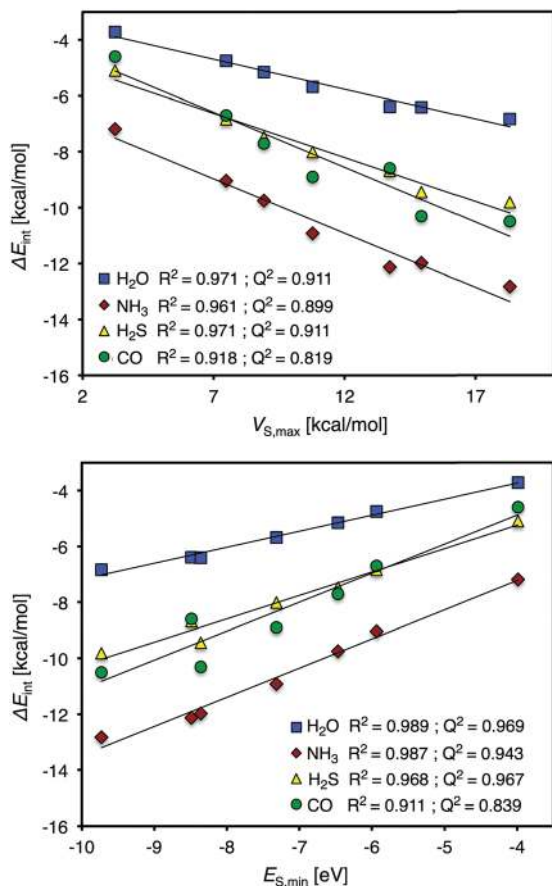 -4
-6
-8
-10
-12
-14
-16
ΔE_int [kcal/mol]
H₂O R² = 0.971 ; Q² = 0.911
NH₃ R² = 0.961 ; Q² = 0.899
H₂S R² = 0.971 ; Q² = 0.911
CO R² = 0.918 ; Q² = 0.819
2 7 12 17
V_S,max [kcal/mol]
-4
-6
-8
-10
-12
-14
-16
ΔE_int [kcal/mol]
H₂O R² = 0.989 ; Q² = 0.969
NH₃ R² = 0.987 ; Q² = 0.943
H₂S R² = 0.968 ; Q² = 0.967
CO R² = 0.911 ; Q² = 0.839
-10 -9 -8 -7 -6 -5 -4
E_S,min [eV]